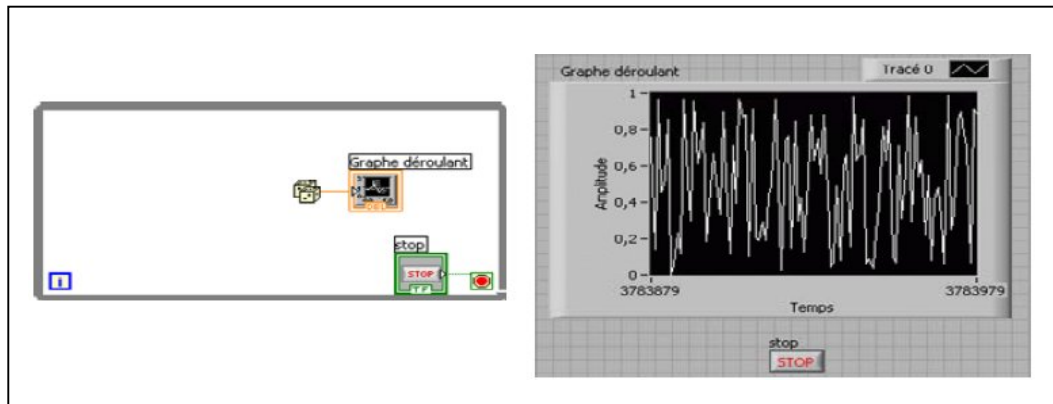 Graphe déroulant
DBL
stop
STOP
TF
i
Graphe déroulant
Tracé 0
1
0,8
0,6
0,4
0,2
0
Amplitude
3783879
3783979
Temps
stop
STOP